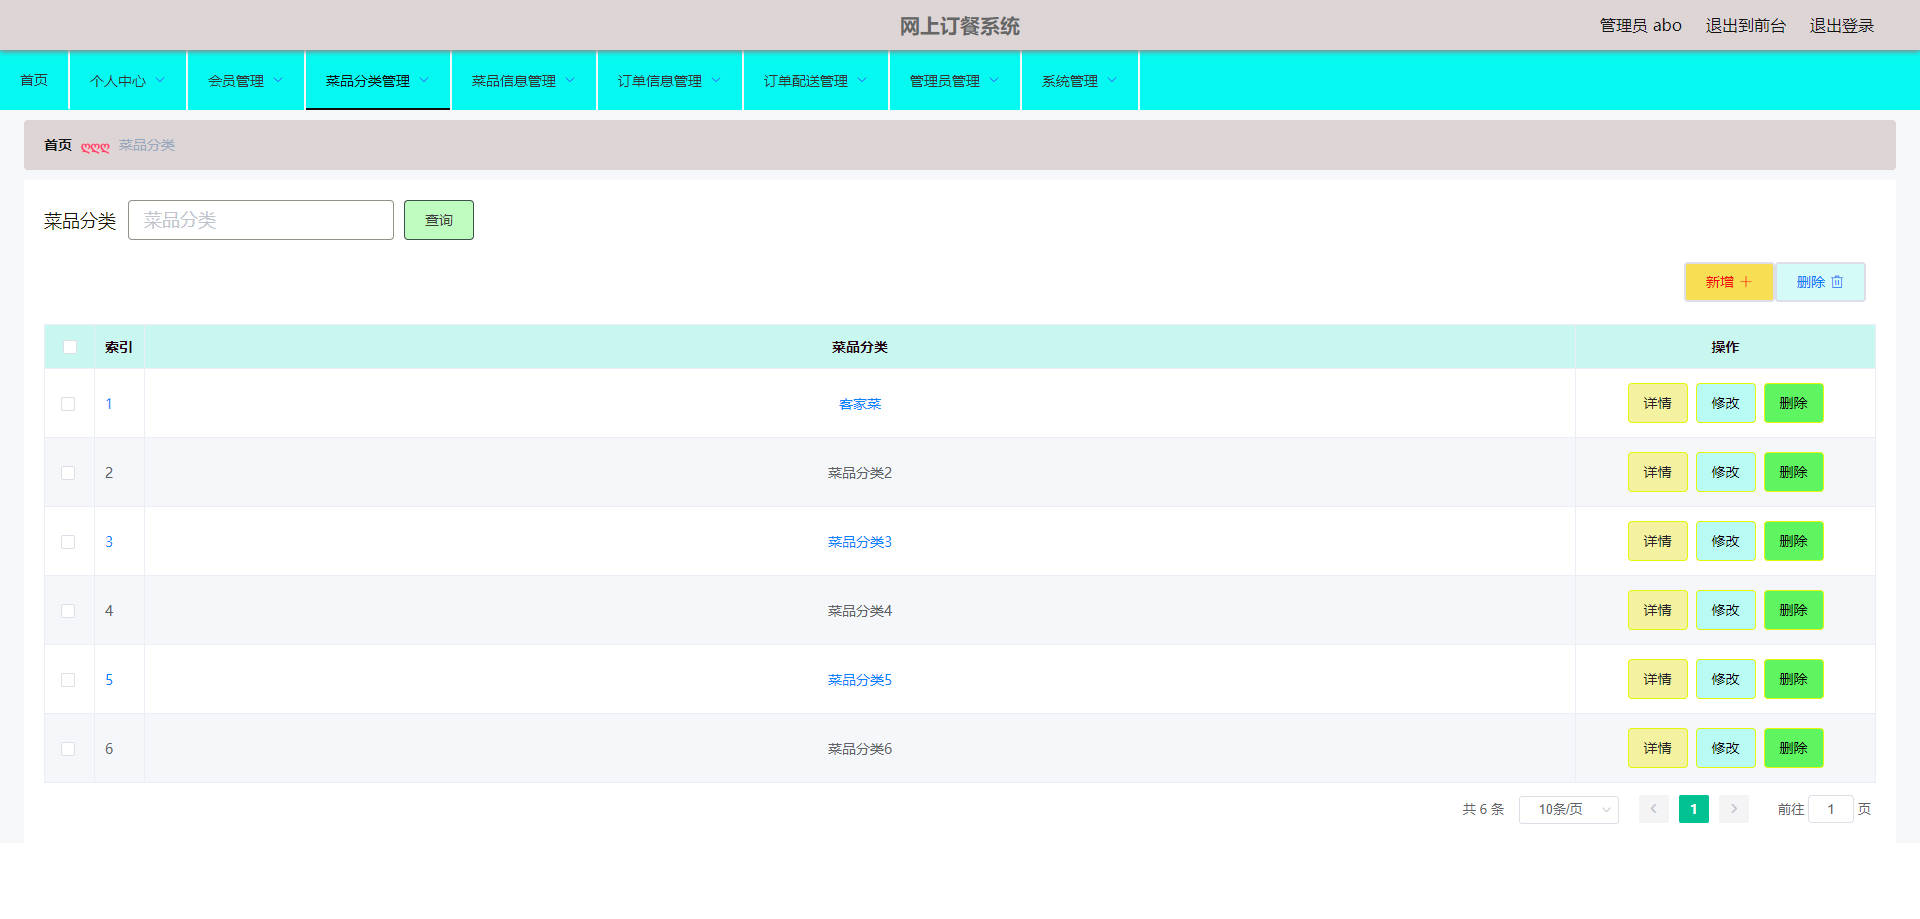 网上订餐系统
管理员 abo 退出到前台 退出登录
首页 个人中心 会员管理 菜品分类管理 菜品信息管理 订单信息管理 订单配送管理 管理员管理 系统管理
首页 ღღღ 菜品分类
菜品分类 菜品分类 查询
新增 删除
索引 菜品分类 操作
1 客家菜 详情 修改 删除
2 菜品分类2 详情 修改 删除
3 菜品分类3 详情 修改 删除
4 菜品分类4 详情 修改 删除
5 菜品分类5 详情 修改 删除
6 菜品分类6 详情 修改 删除
共 6 条 10条/页 1 前往 1 页